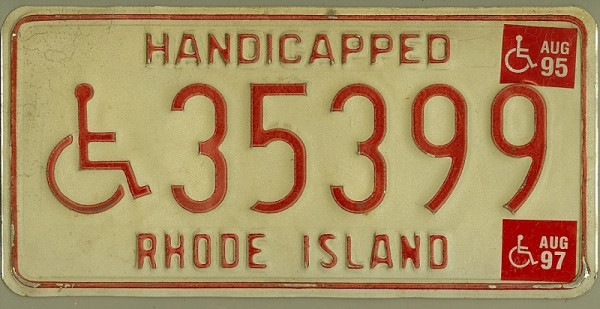 HANDICAPPED
AUG
95
35399
RHODE ISLAND
AUG
97